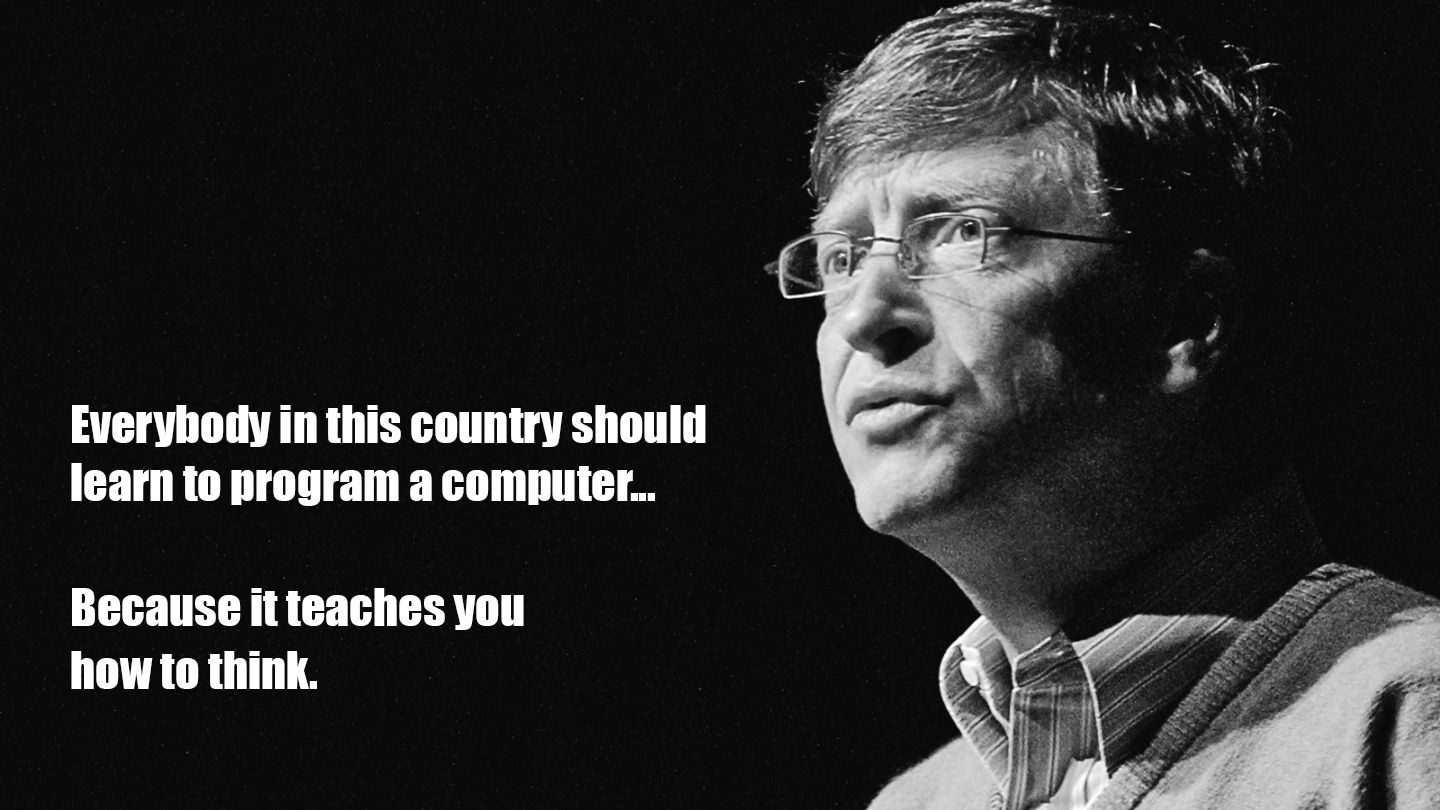 Everybody in this country should
learn to program a computer...
Because it teaches you
how to think.